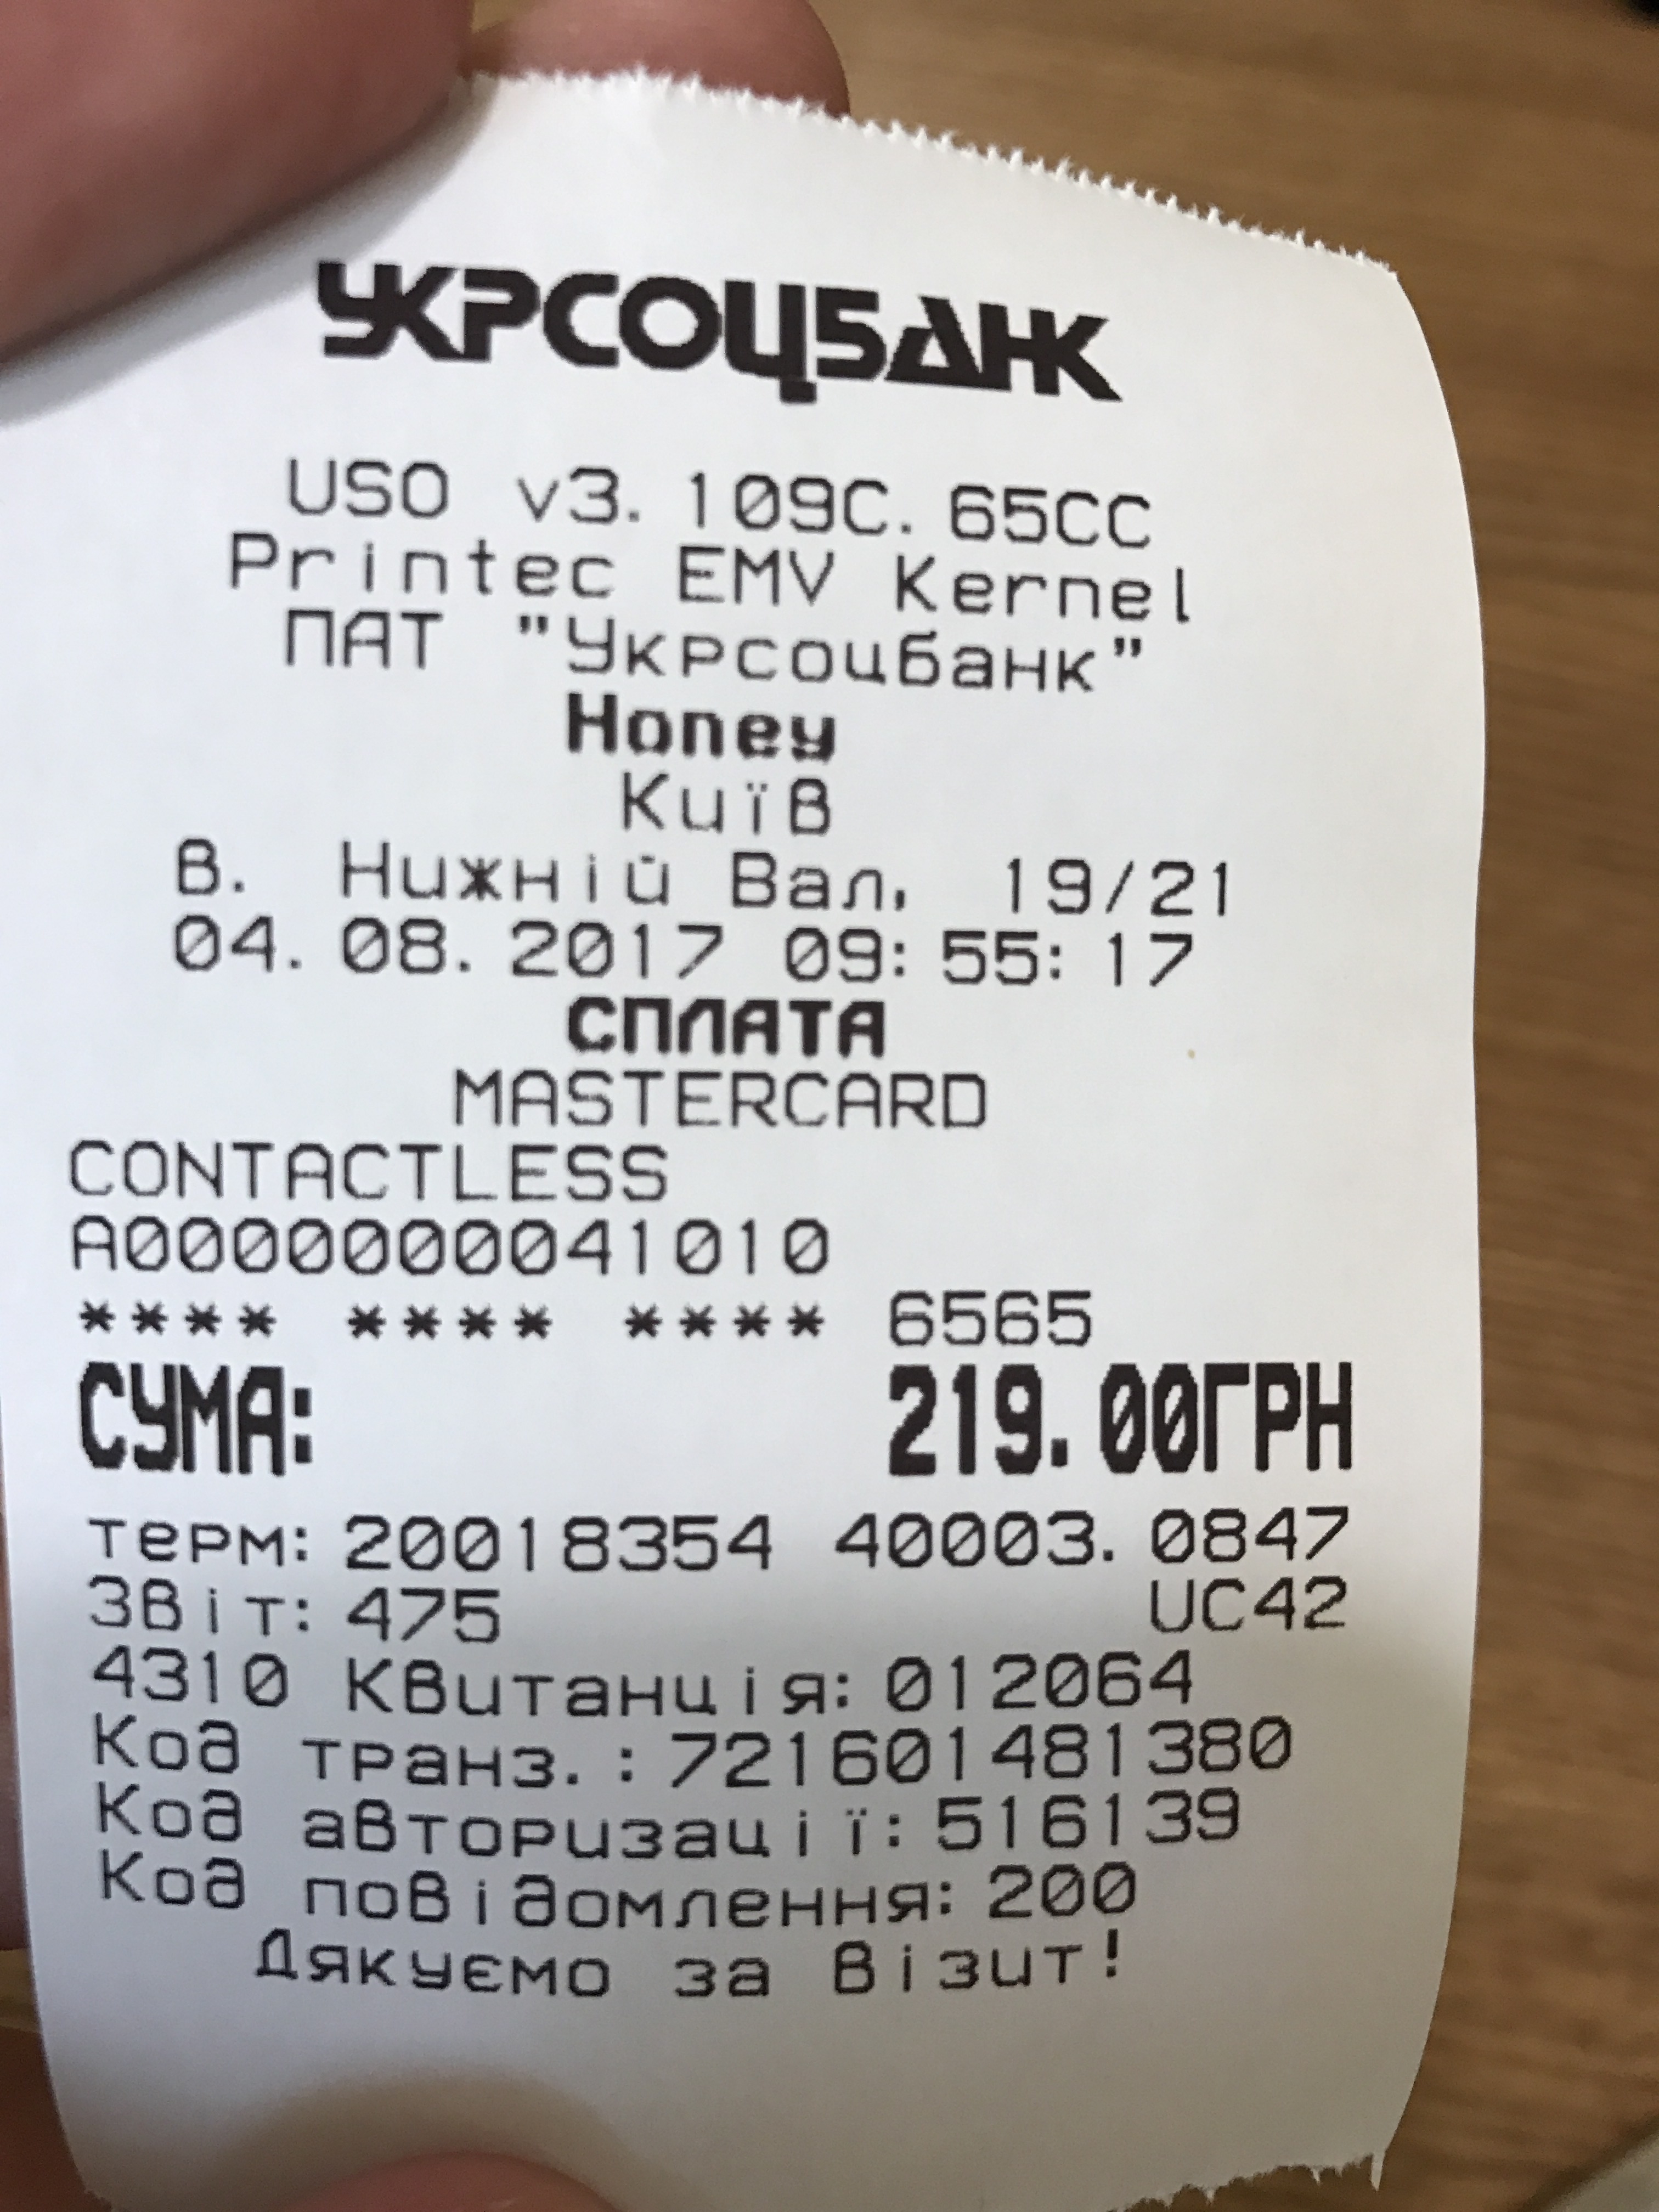 УКРСОЦБАНК
USO v3.109C.65CC
Printec EMV Kernel
ПАТ "Укрсоцбанк"
Honey
Київ
В. Нижній Вал, 19/21
04.08.2017 09:55:17
СПЛАТА
MASTERCARD
CONTACTLESS
A0000000041010
**** **** **** 6565
СУМА: 219.00ГРН
терм: 20018354 40003.0847
Звіт: 475 UC42
4310 Квитанція: 012064
Код транз.: 721601481380
Код авторизації: 516139
Код повідомлення: 200
Дякуємо за візит!